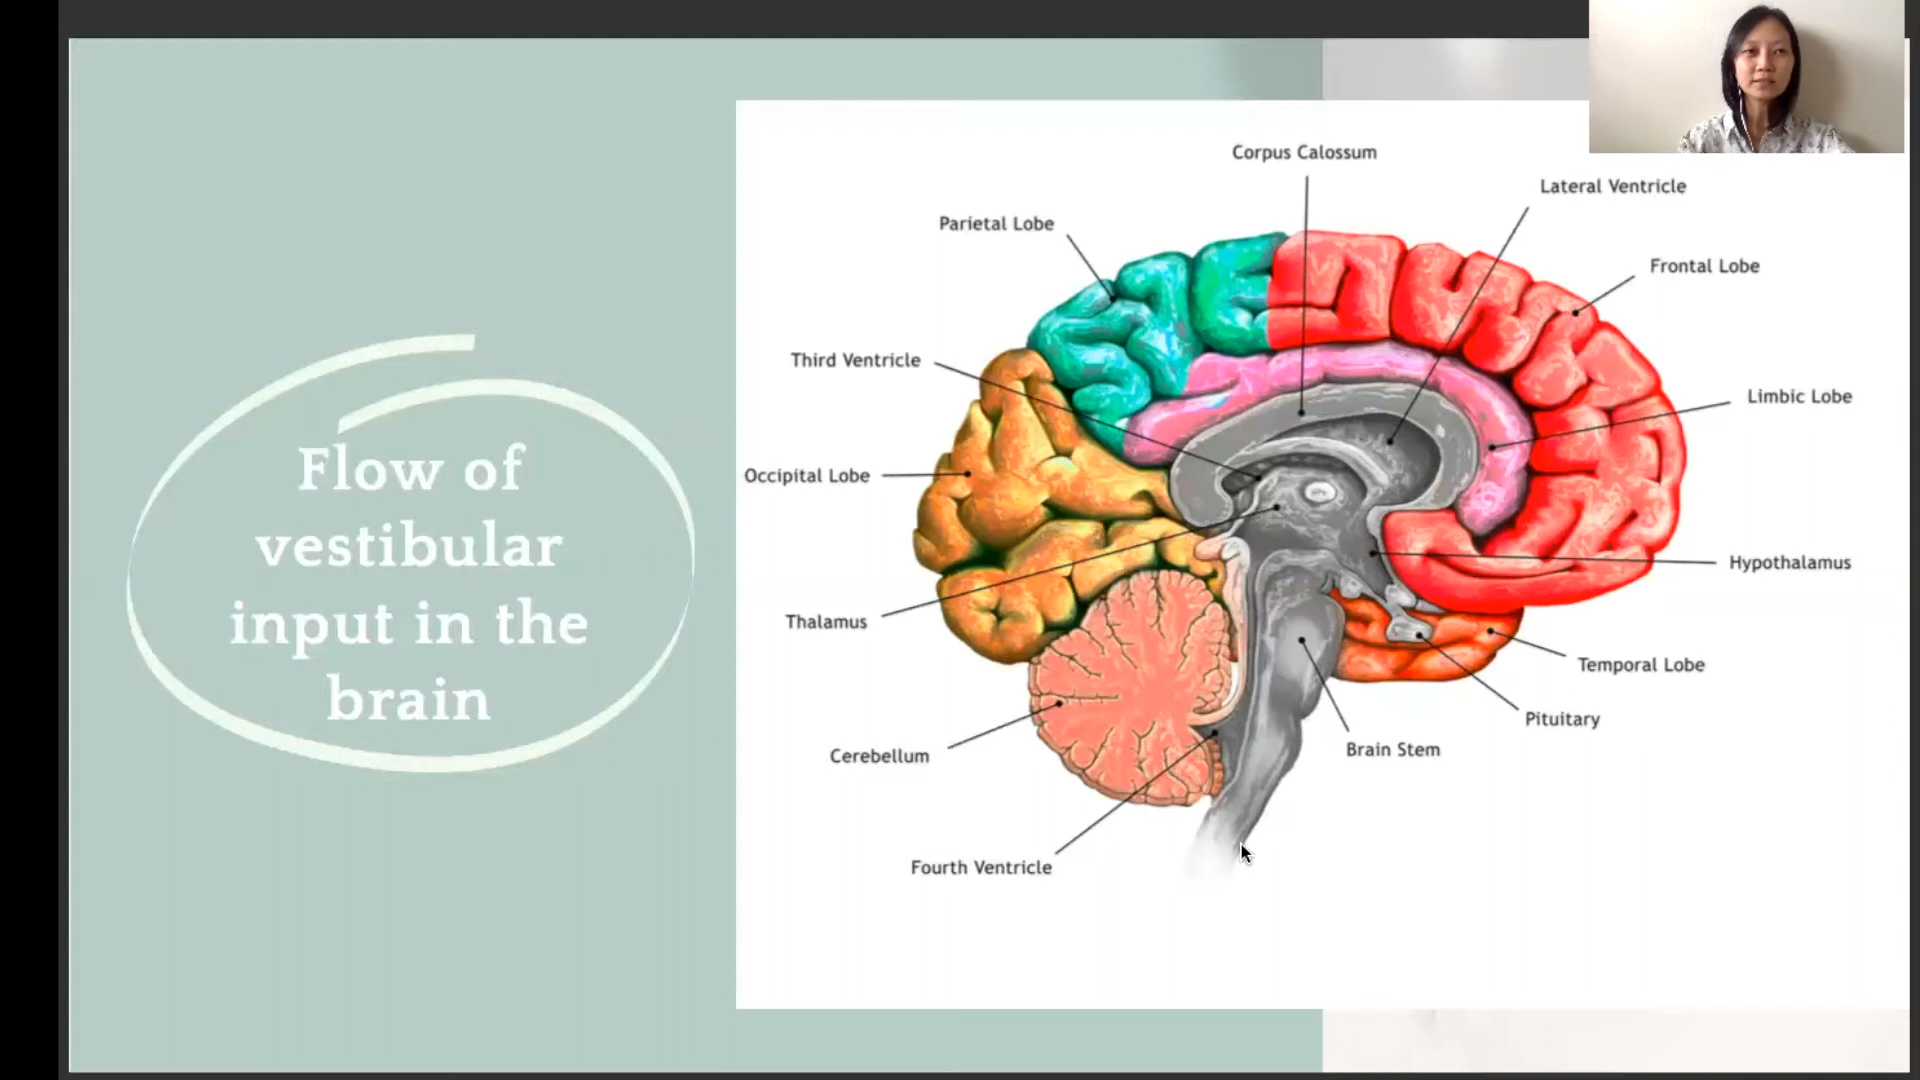 Flow of
vestibular
input in the
brain
Corpus Calossum
Lateral Ventricle
Parietal Lobe
Frontal Lobe
Third Ventricle
Limbic Lobe
Occipital Lobe
Hypothalamus
Thalamus
Temporal Lobe
Pituitary
Brain Stem
Cerebellum
Fourth Ventricle